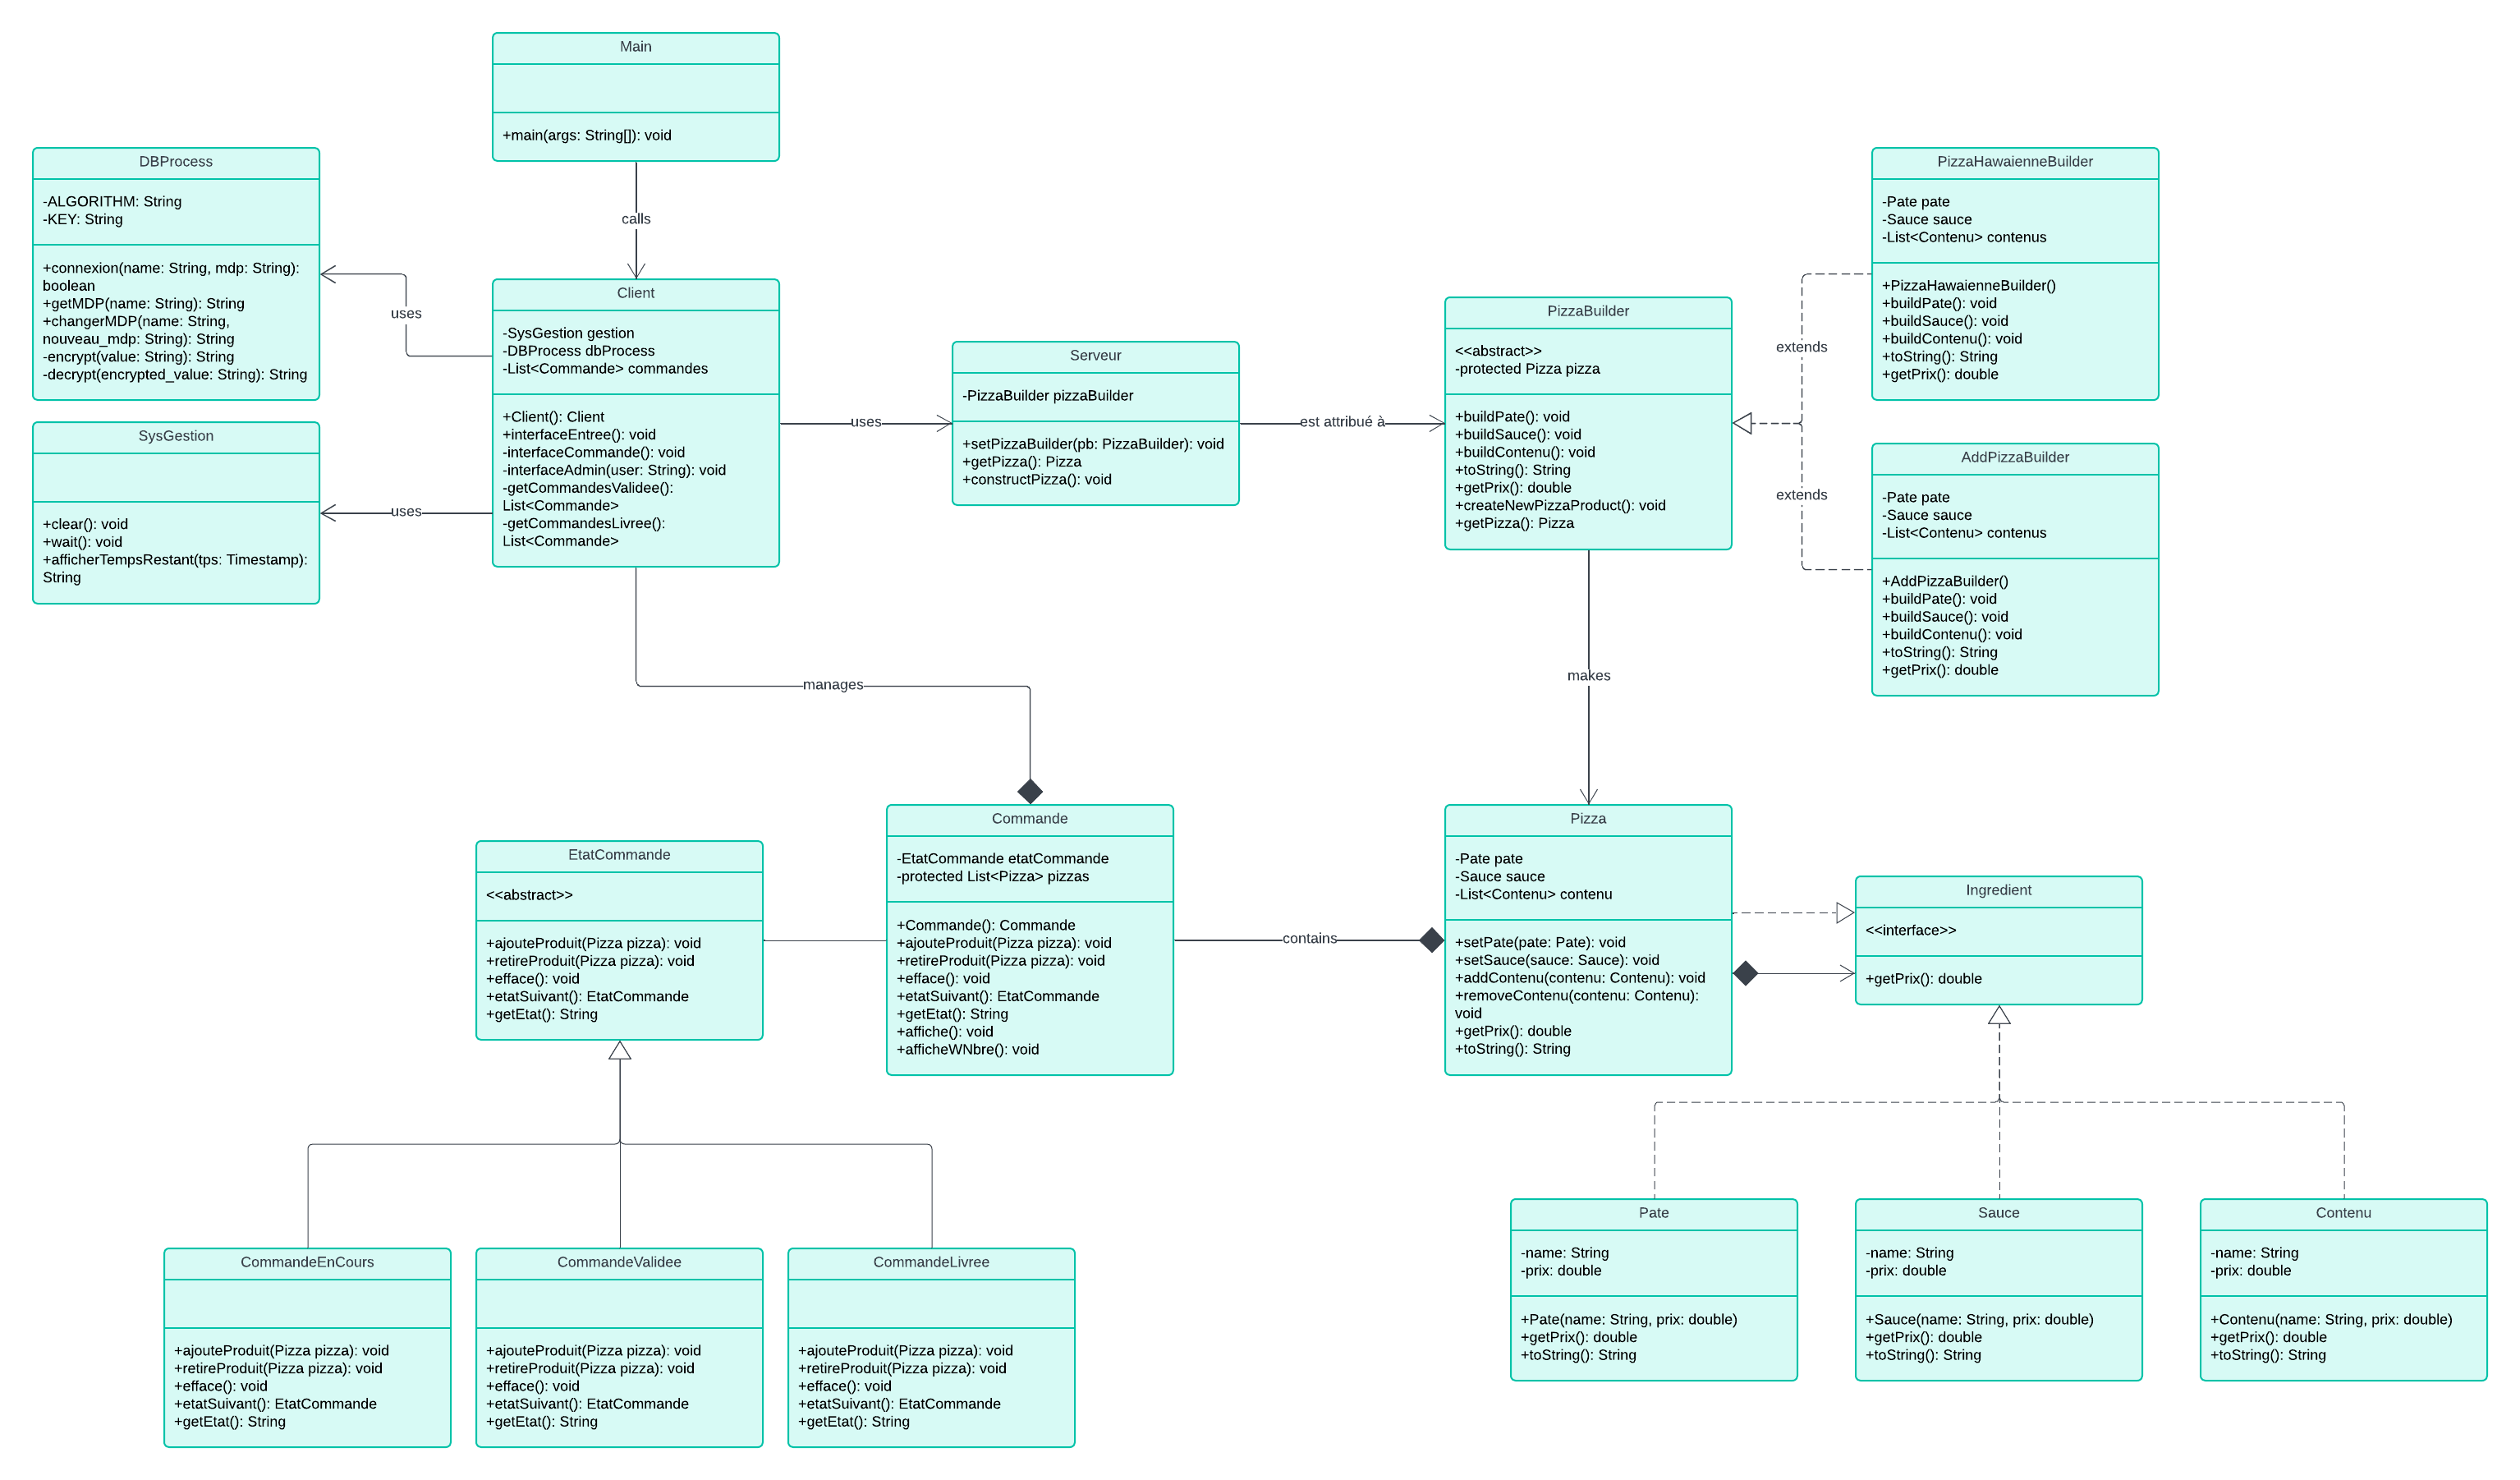 Main
+main(args: String[]): void
calls
DBProcess
-ALGORITHM: String
-KEY: String
+connexion(name: String, mdp: String):
boolean
+getMDP(name: String): String
+changerMDP(name: String,
nouveau_mdp: String): String
-encrypt(value: String): String
-decrypt(encrypted_value: String): String
uses
SysGestion
+clear(): void
+wait(): void
+afficherTempsRestant(tps: Timestamp):
String
uses
Client
-SysGestion gestion
-DBProcess dbProcess
-List<Commande> commandes
+Client(): Client
+interfaceEntree(): void
-interfaceCommande(): void
-interfaceAdmin(user: String): void
-getCommandesValidee():
List<Commande>
-getCommandesLivree():
List<Commande>
uses
Serveur
-PizzaBuilder pizzaBuilder
+setPizzaBuilder(pb: PizzaBuilder): void
+getPizza(): Pizza
+constructPizza(): void
est attribué à
PizzaBuilder
<<abstract>>
-protected Pizza pizza
+buildPate(): void
+buildSauce(): void
+buildContenu(): void
+toString(): String
+getPrix(): double
+createNewPizzaProduct(): void
+getPizza(): Pizza
extends
extends
PizzaHawaienneBuilder
-Pate pate
-Sauce sauce
-List<Contenu> contenus
+PizzaHawaienneBuilder()
+buildPate(): void
+buildSauce(): void
+buildContenu(): void
+toString(): String
+getPrix(): double
AddPizzaBuilder
-Pate pate
-Sauce sauce
-List<Contenu> contenus
+AddPizzaBuilder()
+buildPate(): void
+buildSauce(): void
+buildContenu(): void
+toString(): String
+getPrix(): double
manages
makes
EtatCommande
<<abstract>>
+ajouteProduit(Pizza pizza): void
+retireProduit(Pizza pizza): void
+efface(): void
+etatSuivant(): EtatCommande
+getEtat(): String
Commande
-EtatCommande etatCommande
-protected List<Pizza> pizzas
+Commande(): Commande
+ajouteProduit(Pizza pizza): void
+retireProduit(Pizza pizza): void
+efface(): void
+etatSuivant(): EtatCommande
+getEtat(): String
+affiche(): void
+afficheWNbre(): void
contains
Pizza
-Pate pate
-Sauce sauce
-List<Contenu> contenu
+setPate(pate: Pate): void
+setSauce(sauce: Sauce): void
+addContenu(contenu: Contenu): void
+removeContenu(contenu: Contenu):
void
+getPrix(): double
+toString(): String
Ingredient
<<interface>>
+getPrix(): double
CommandeEnCours
+ajouteProduit(Pizza pizza): void
+retireProduit(Pizza pizza): void
+efface(): void
+etatSuivant(): EtatCommande
+getEtat(): String
CommandeValidee
+ajouteProduit(Pizza pizza): void
+retireProduit(Pizza pizza): void
+efface(): void
+etatSuivant(): EtatCommande
+getEtat(): String
CommandeLivree
+ajouteProduit(Pizza pizza): void
+retireProduit(Pizza pizza): void
+efface(): void
+etatSuivant(): EtatCommande
+getEtat(): String
Pate
-name: String
-prix: double
+Pate(name: String, prix: double)
+getPrix(): double
+toString(): String
Sauce
-name: String
-prix: double
+Sauce(name: String, prix: double)
+getPrix(): double
+toString(): String
Contenu
-name: String
-prix: double
+Contenu(name: String, prix: double)
+getPrix(): double
+toString(): String